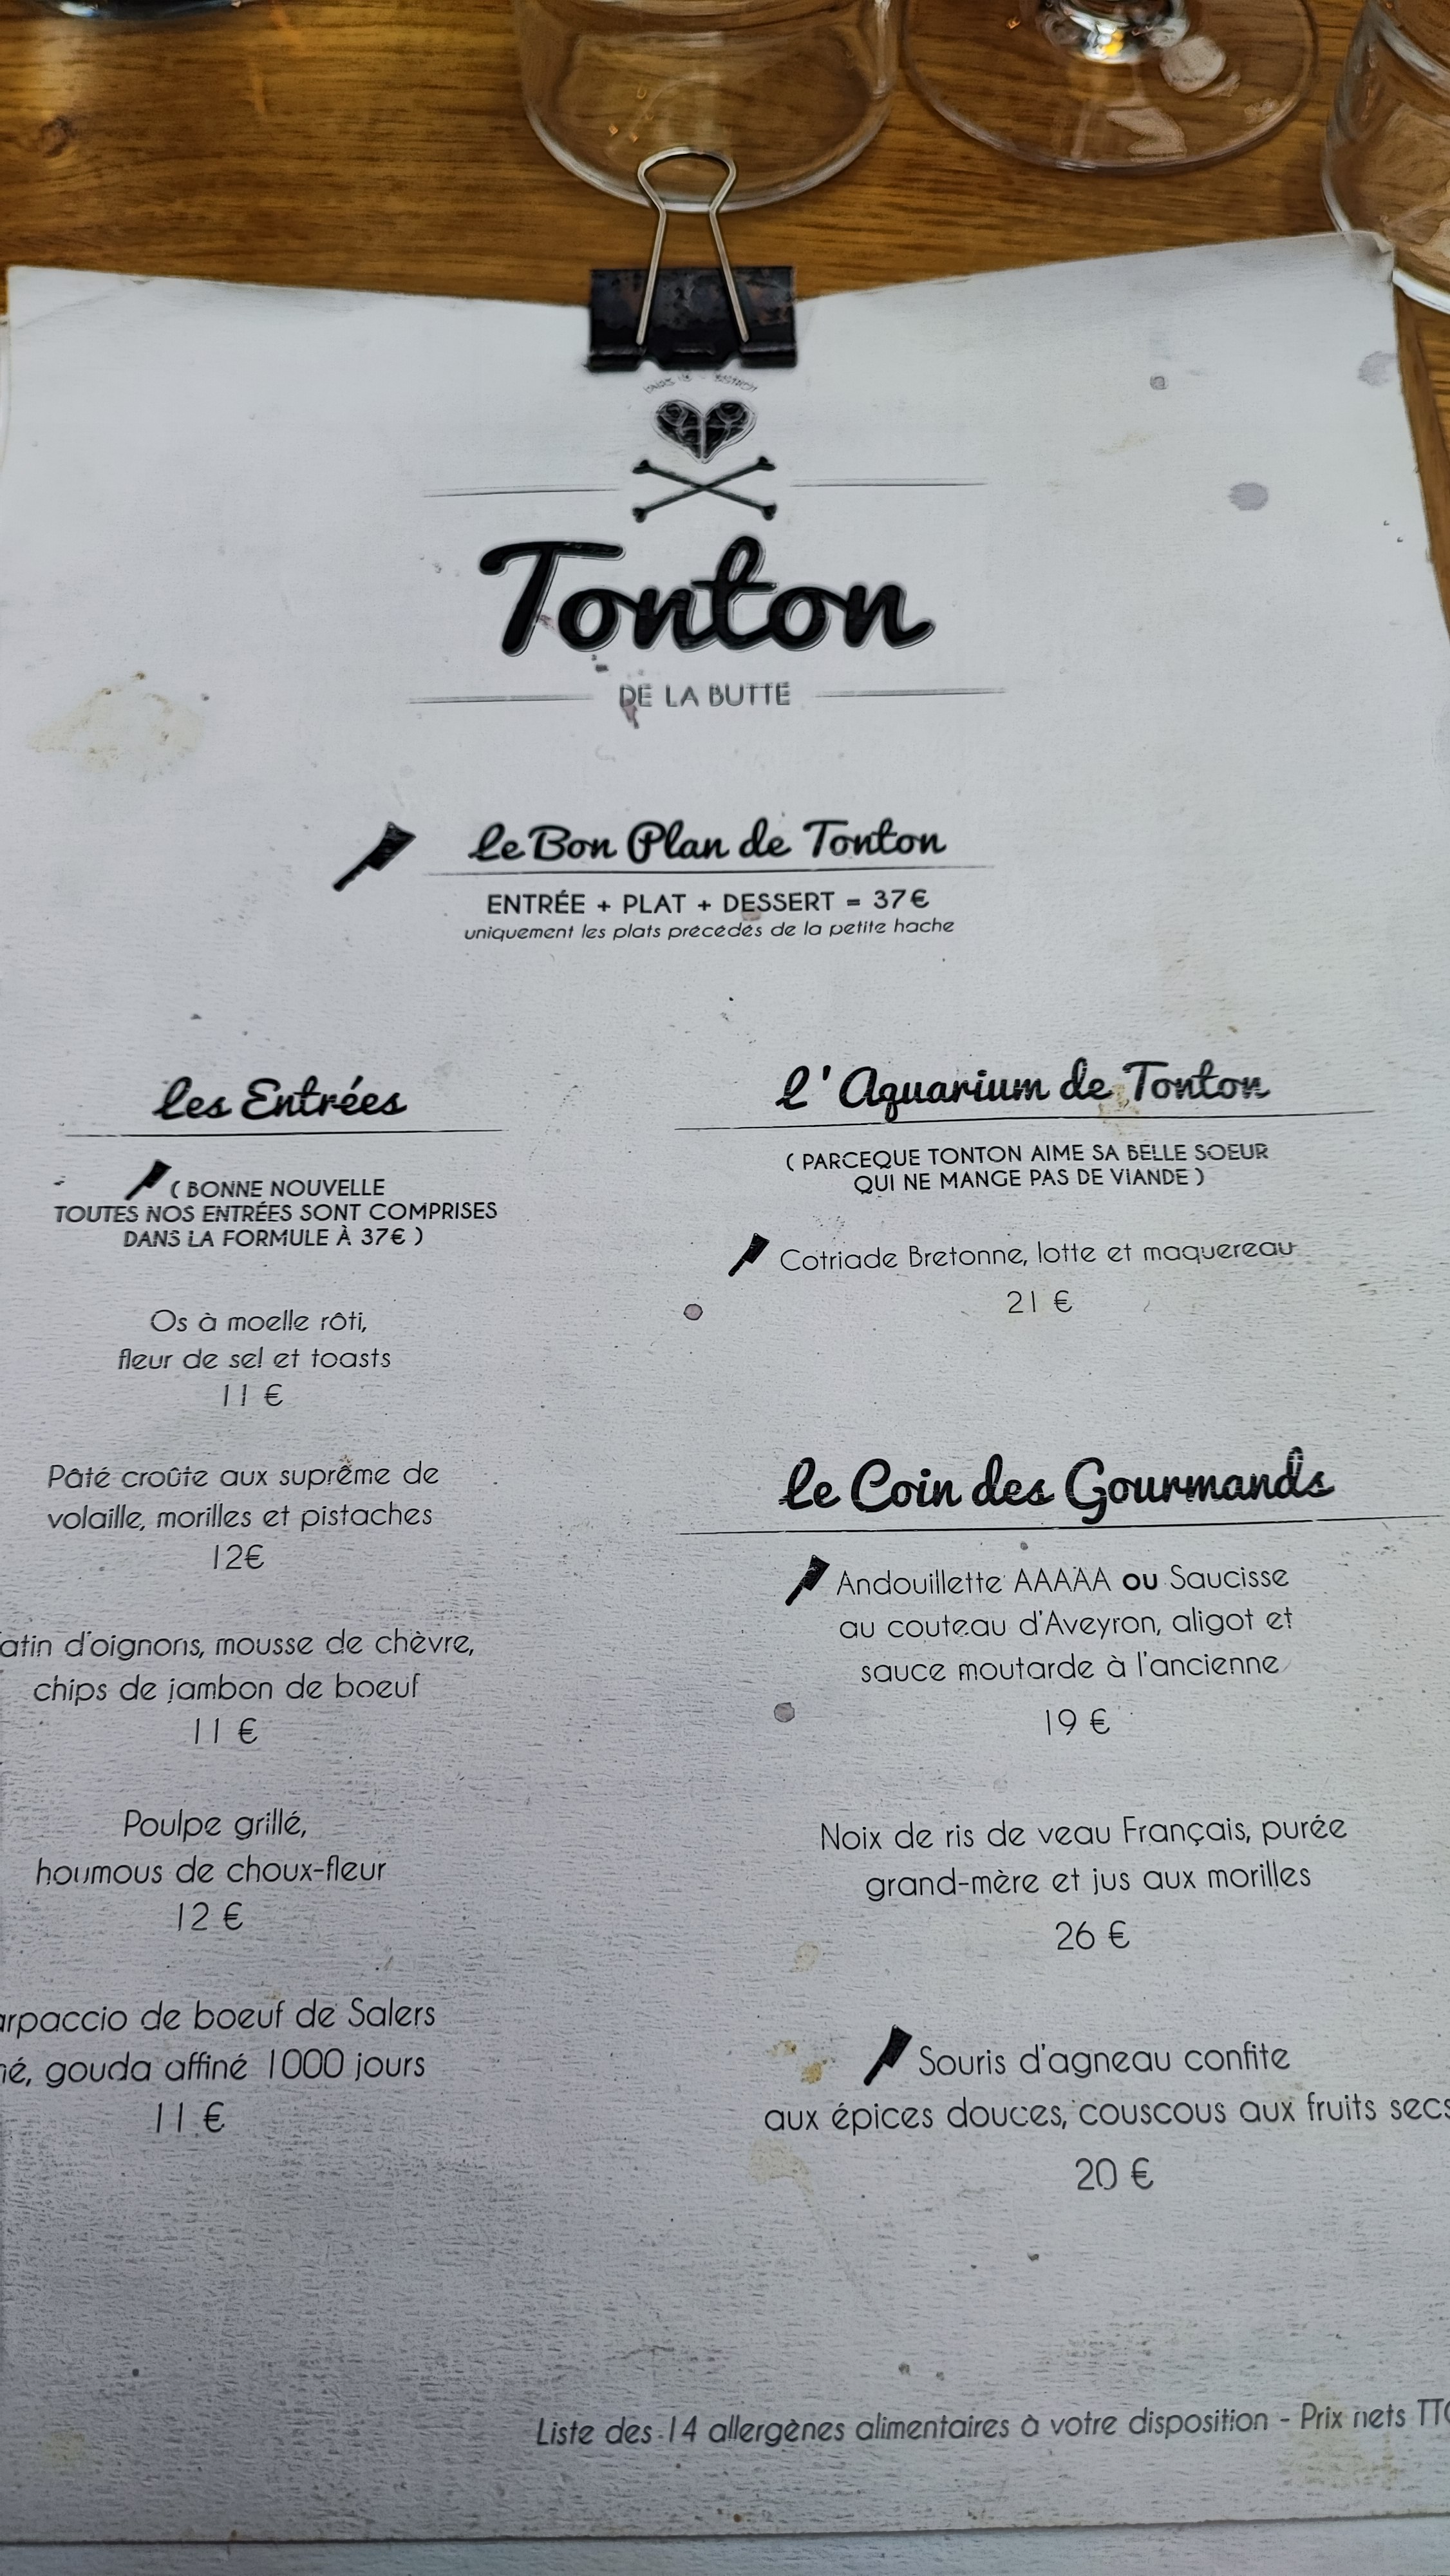 Tonton
DE LA BUTTE
Le Bon Plan de Tonton
ENTRÉE + PLAT + DESSERT = 37€
uniquement les plats précédés de la petite hache
Les Entrées
( BONNE NOUVELLE
TOUTES NOS ENTRÉES SONT COMPRISES
DANS LA FORMULE À 37€ )
Os à moelle rôti,
fleur de sel et toasts
11 €
Pâté croûte aux suprême de
volaille, morilles et pistaches
12€
atin d'oignons, mousse de chèvre,
chips de jambon de boeuf
11 €
Poulpe grillé,
houmous de choux-fleur
12 €
arpaccio de boeuf de Salers
né, gouda affiné 1000 jours
11 €
L'Aquarium de Tonton
( PARCEQUE TONTON AIME SA BELLE SOEUR
QUI NE MANGE PAS DE VIANDE )
Cotriade Bretonne, lotte et maquereau
21 €
Le Coin des Gourmands
Andouillette AAAAA ou Saucisse
au couteau d'Aveyron, aligot et
sauce moutarde à l'ancienne
19 €
Noix de ris de veau Français, purée
grand-mère et jus aux morilles
26 €
Souris d'agneau confite
aux épices douces, couscous aux fruits secs
20 €
Liste des 14 allergènes alimentaires à votre disposition - Prix nets TTC